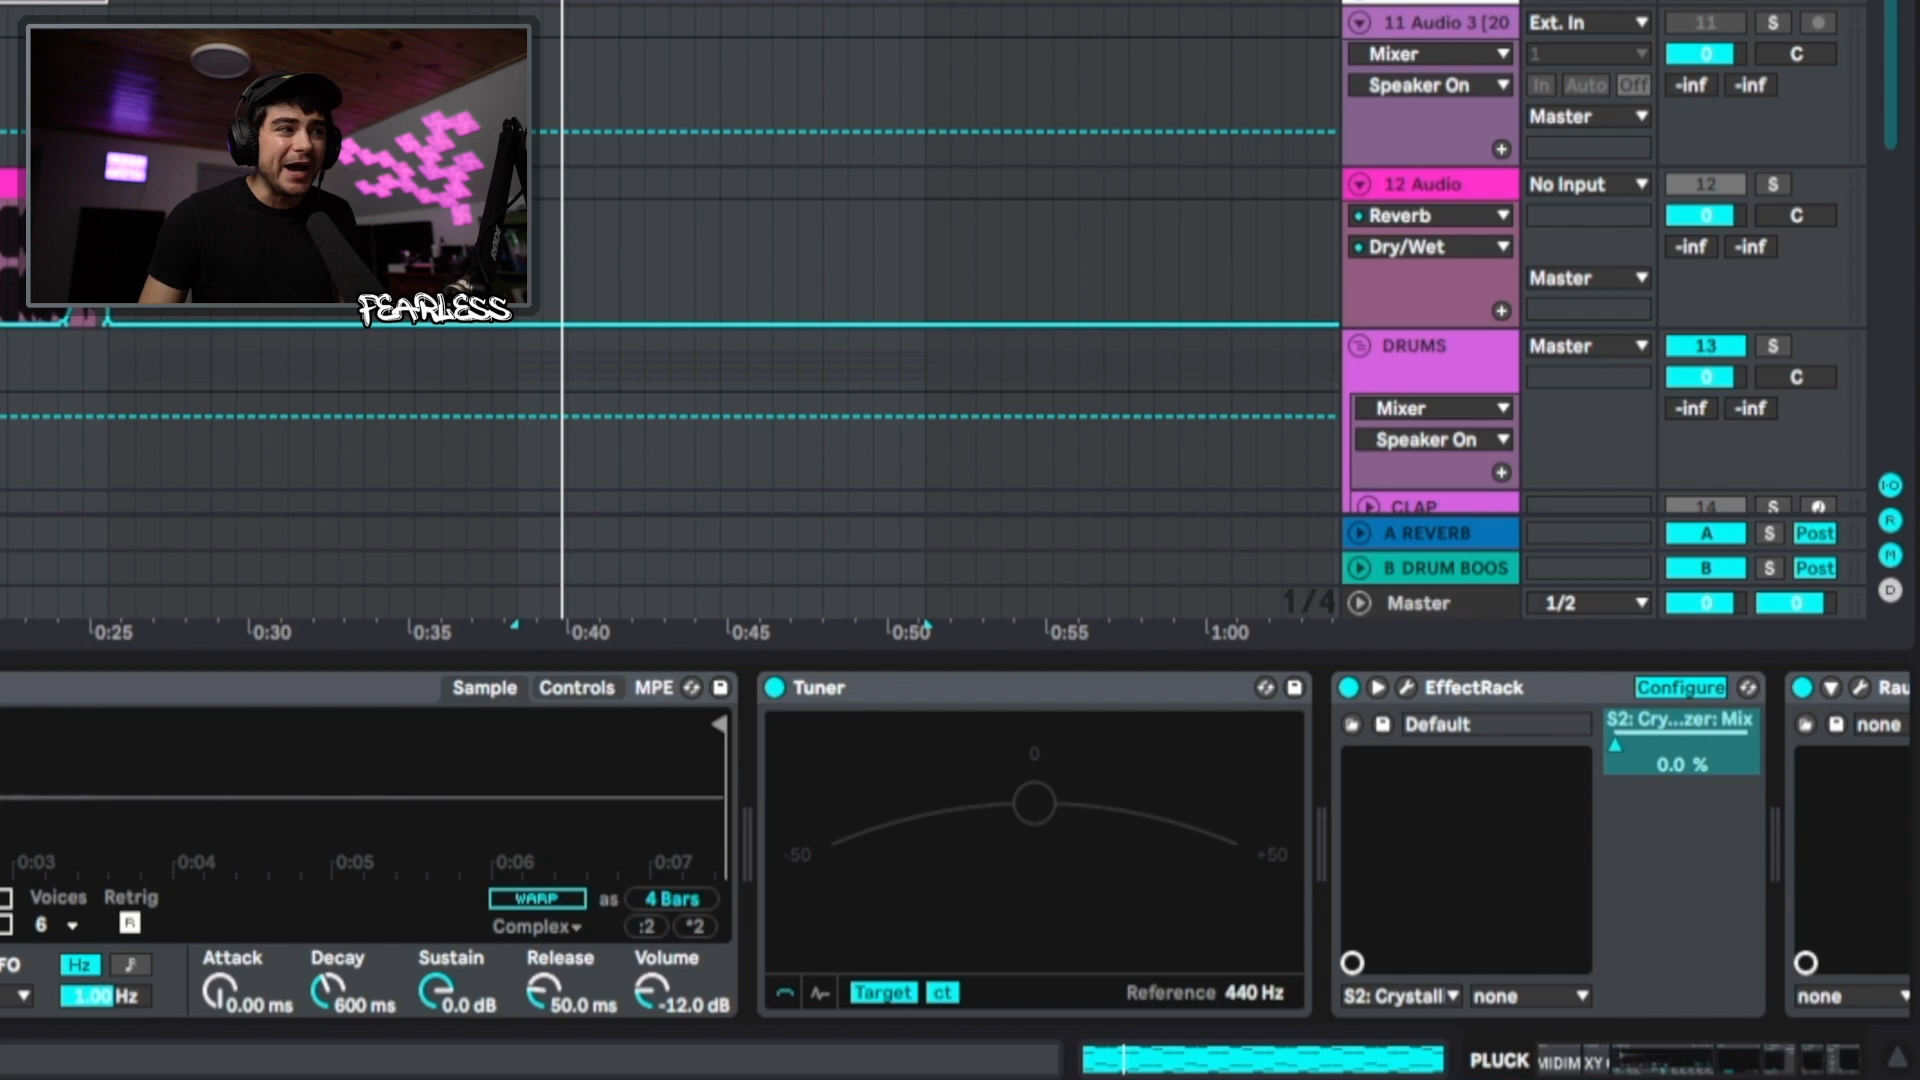 11 Audio 3 [20
Ext. In
11
S
Mixer
1
0
C
Speaker On
In Auto Off
-inf -inf
Master
12 Audio
No Input
12
S
Reverb
0
C
Dry/Wet
-inf -inf
Master
FEARLESS
DRUMS
Master
13
S
0
C
Mixer
-inf -inf
Speaker On
CLAP
14
S
I·O
A REVERB
A
S
Post
R
B DRUM BOOS
B
S
Post
M
1/4
Master
1/2
0
0
D
0:25
0:30
0:35
0:40
0:45
0:50
0:55
1:00
Sample
Controls
MPE
Tuner
EffectRack
Configure
Rau
Default
S2: Cry...zer: Mix
none
0.0 %
0
-50
+50
0:03
0:04
0:05
0:06
0:07
Voices
Retrig
WARP
as
4 Bars
6
R
Complex
:2
*2
FO
Hz
Attack
Decay
Sustain
Release
Volume
1.00 Hz
0.00 ms
600 ms
0.0 dB
50.0 ms
-12.0 dB
Target
ct
Reference 440 Hz
S2: Crystall
none
none
PLUCK
MIDIM
XY
RODE